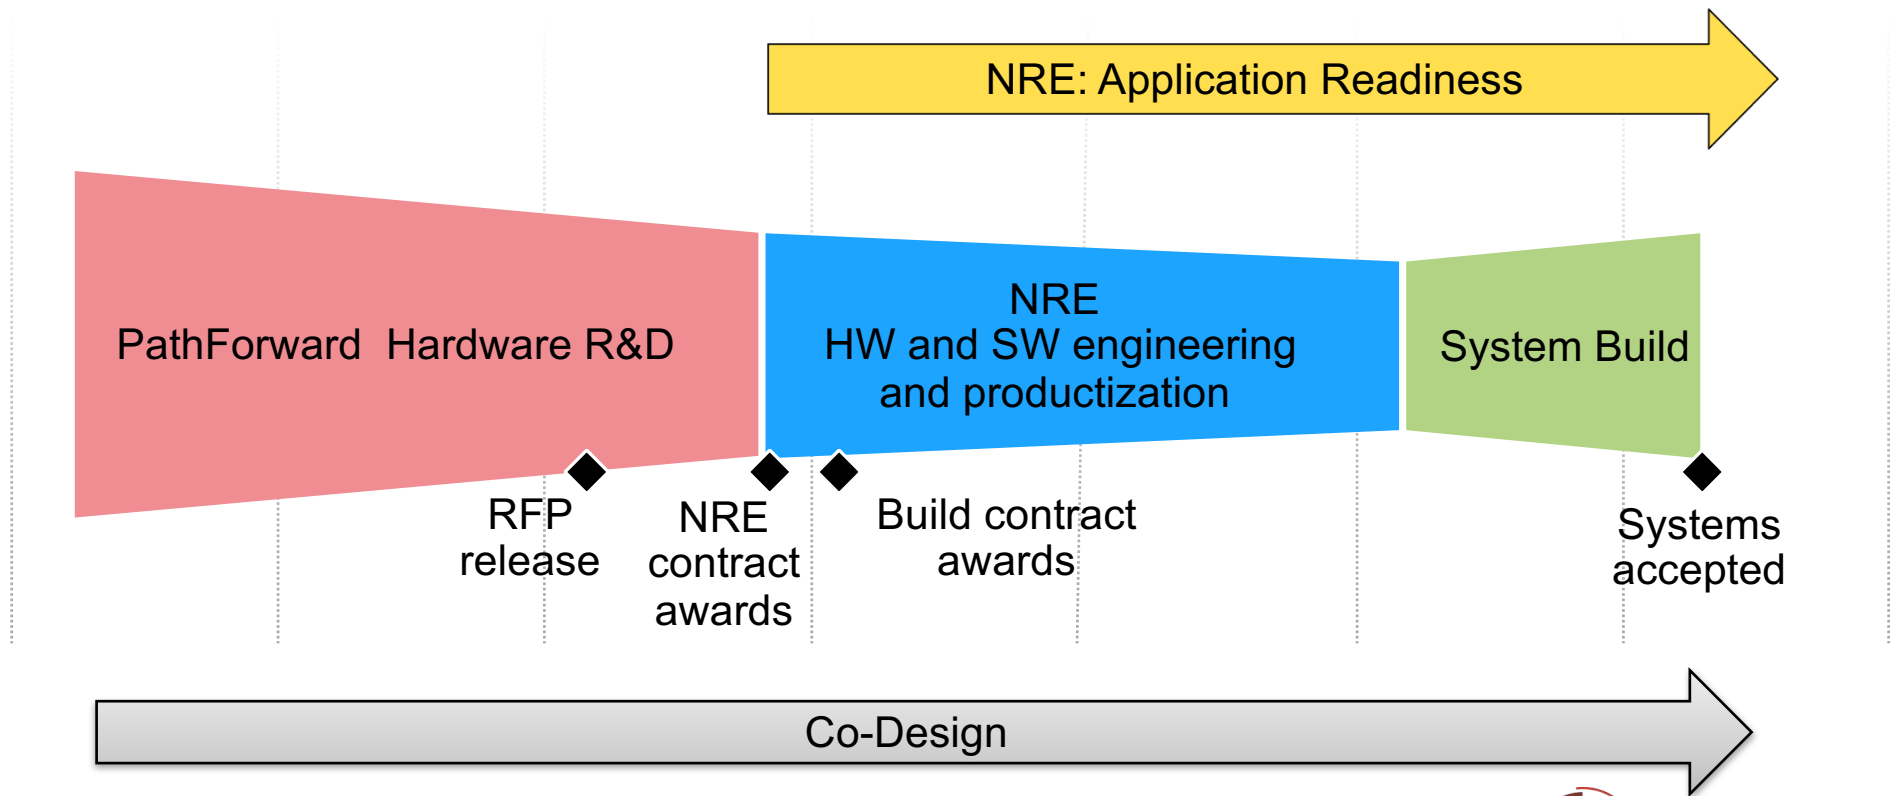 NRE: Application Readiness
PathForward  Hardware R&D
NRE
HW and SW engineering
and productization
System Build
RFP
release
NRE
contract
awards
Build contract
awards
Systems
accepted
Co-Design